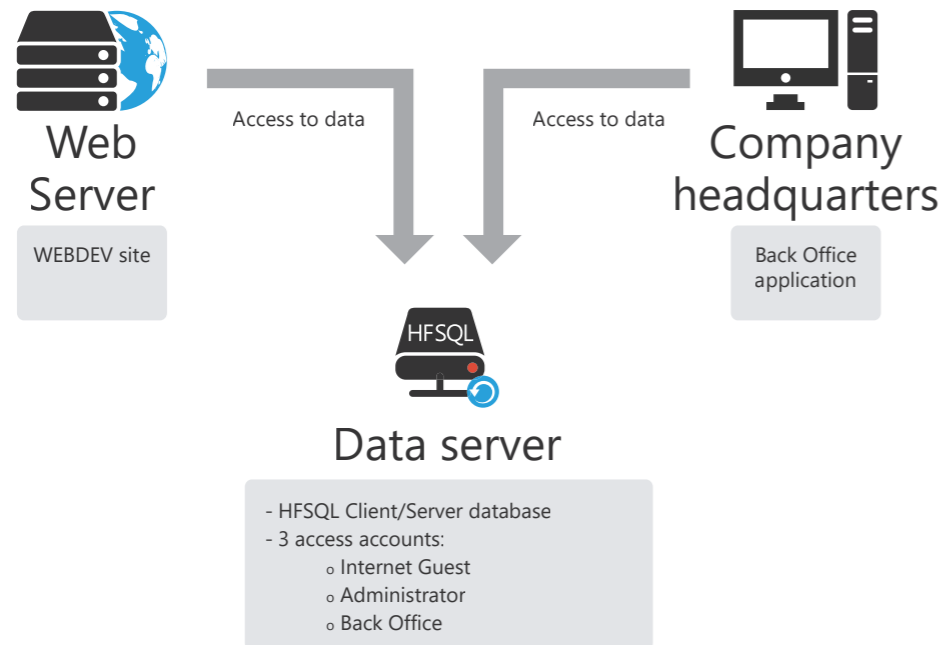 Web
Server
WEBDEV site
Access to data
Access to data
Company
headquarters
Back Office
application
HFSQL
Data server
- HFSQL Client/Server database
- 3 access accounts:
o Internet Guest
o Administrator
o Back Office